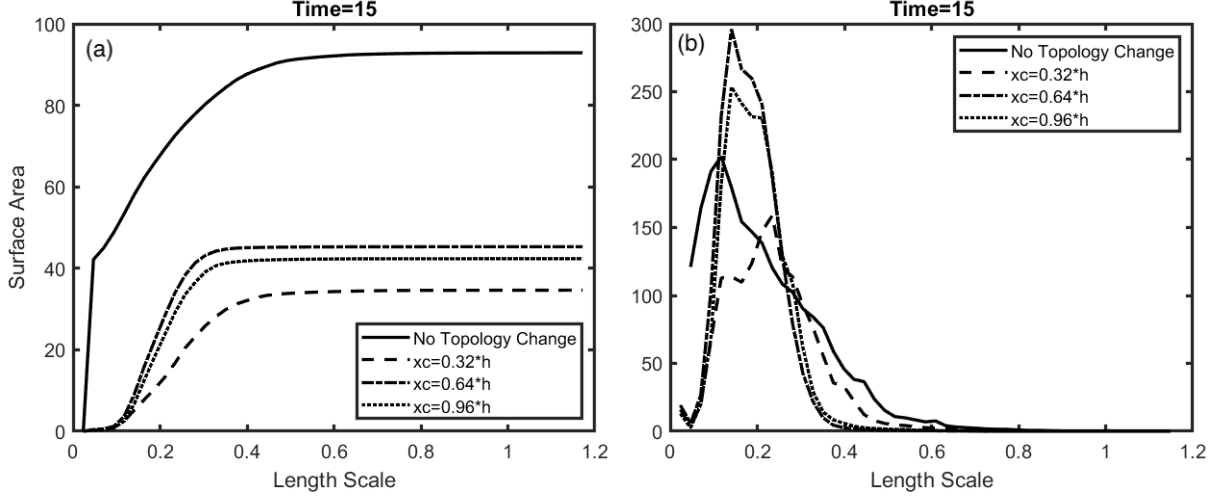 Time=15
(a)
100
80
60
40
20
0
Surface Area
0
0.2
0.4
0.6
0.8
1
1.2
Length Scale
No Topology Change
xc=0.32*h
xc=0.64*h
xc=0.96*h
Time=15
(b)
300
250
200
150
100
50
0
0
0.2
0.4
0.6
0.8
1
1.2
Length Scale
No Topology Change
xc=0.32*h
xc=0.64*h
xc=0.96*h